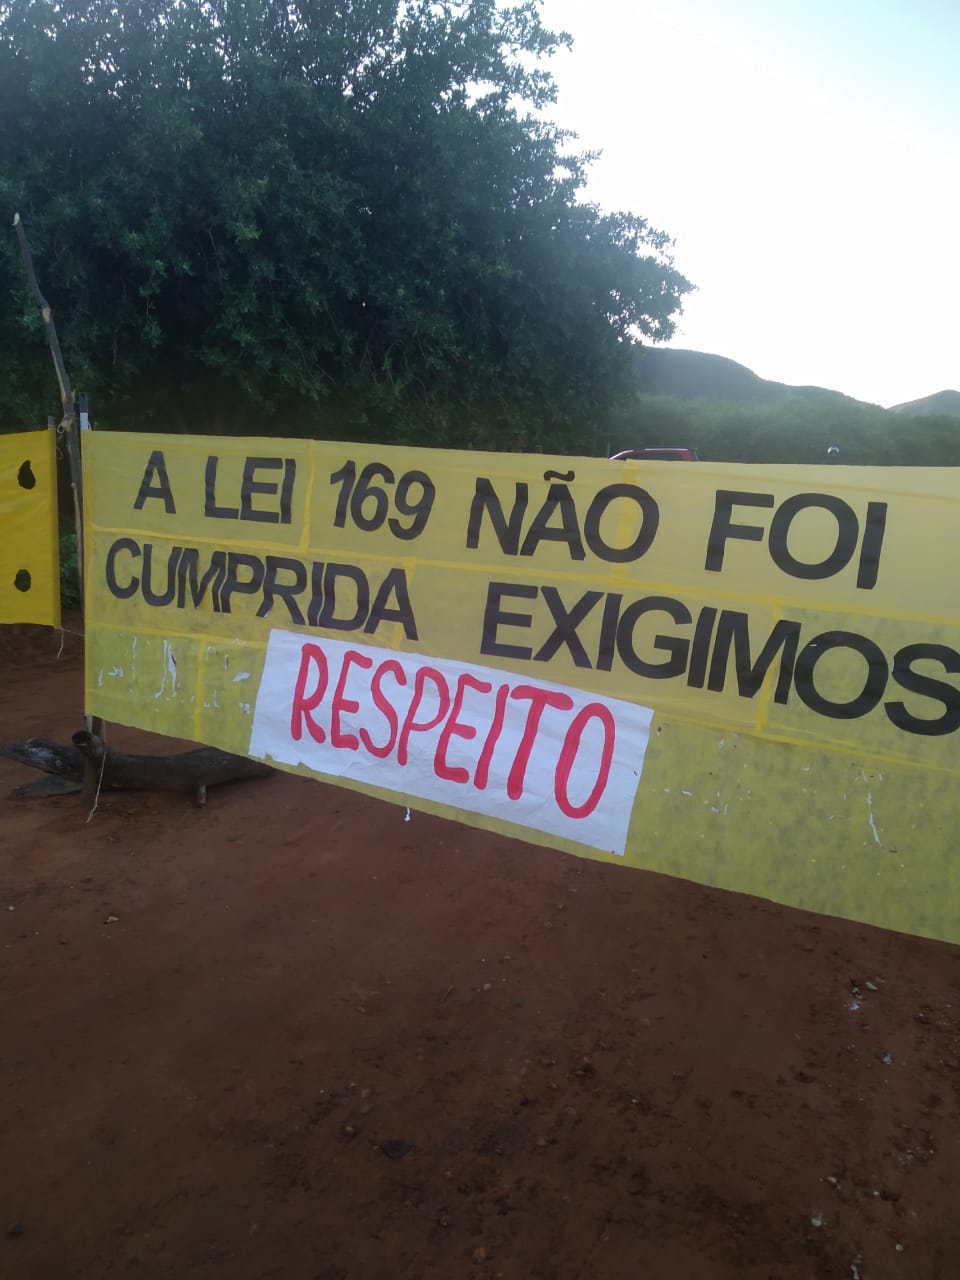 A LEI 169 NÃO FOI
CUMPRIDA EXIGIMOS
RESPEITO